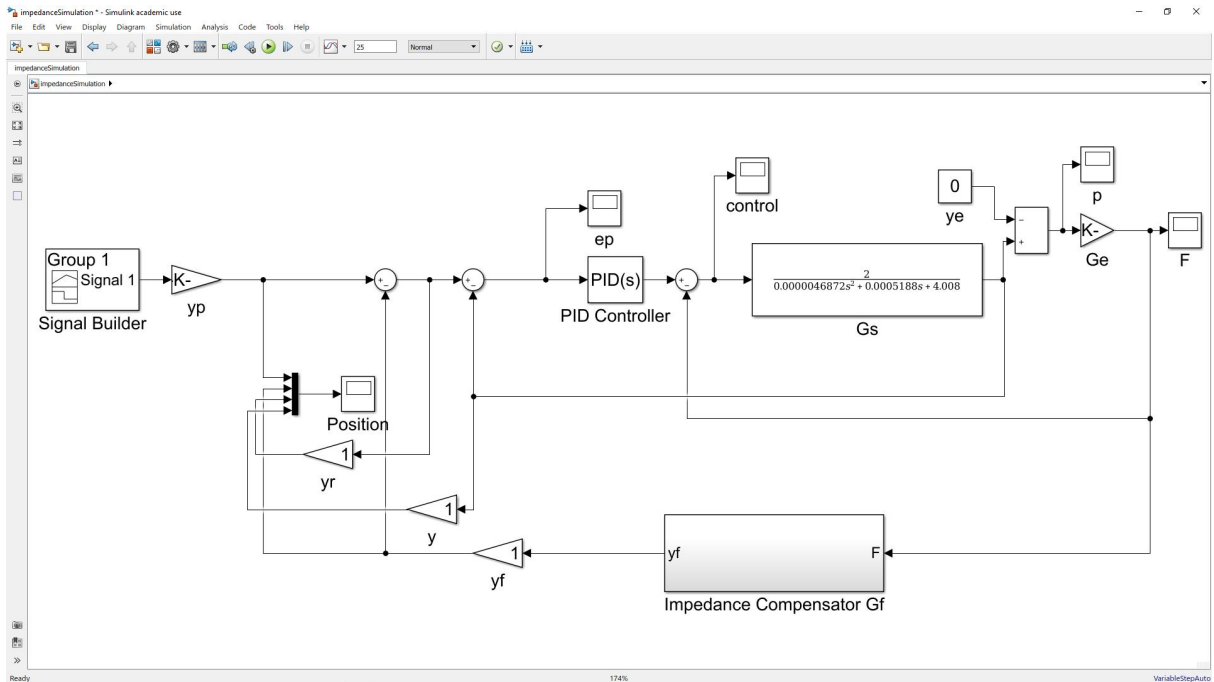 impedanceSimulation * - Simulink academic use
File Edit View Display Diagram Simulation Analysis Code Tools Help
25
Normal
impedanceSimulation
impedanceSimulation
Group 1
Signal 1
Signal Builder
K-
yp
+
−
+
−
ep
PID(s)
PID Controller
+
−
control
2
0.0000046872s² + 0.0005188s + 4.008
Gs
0
ye
−
+
p
K-
Ge
F
Position
1
yr
1
y
1
yf
yf
F
Impedance Compensator Gf
Ready
174%
VariableStepAuto